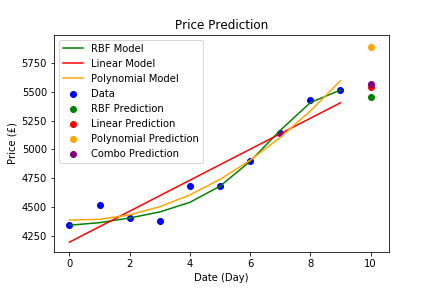 Price Prediction
RBF Model
Linear Model
Polynomial Model
Data
RBF Prediction
Linear Prediction
Polynomial Prediction
Combo Prediction
Price (£)
5750
5500
5250
5000
4750
4500
4250
0 2 4 6 8 10
Date (Day)